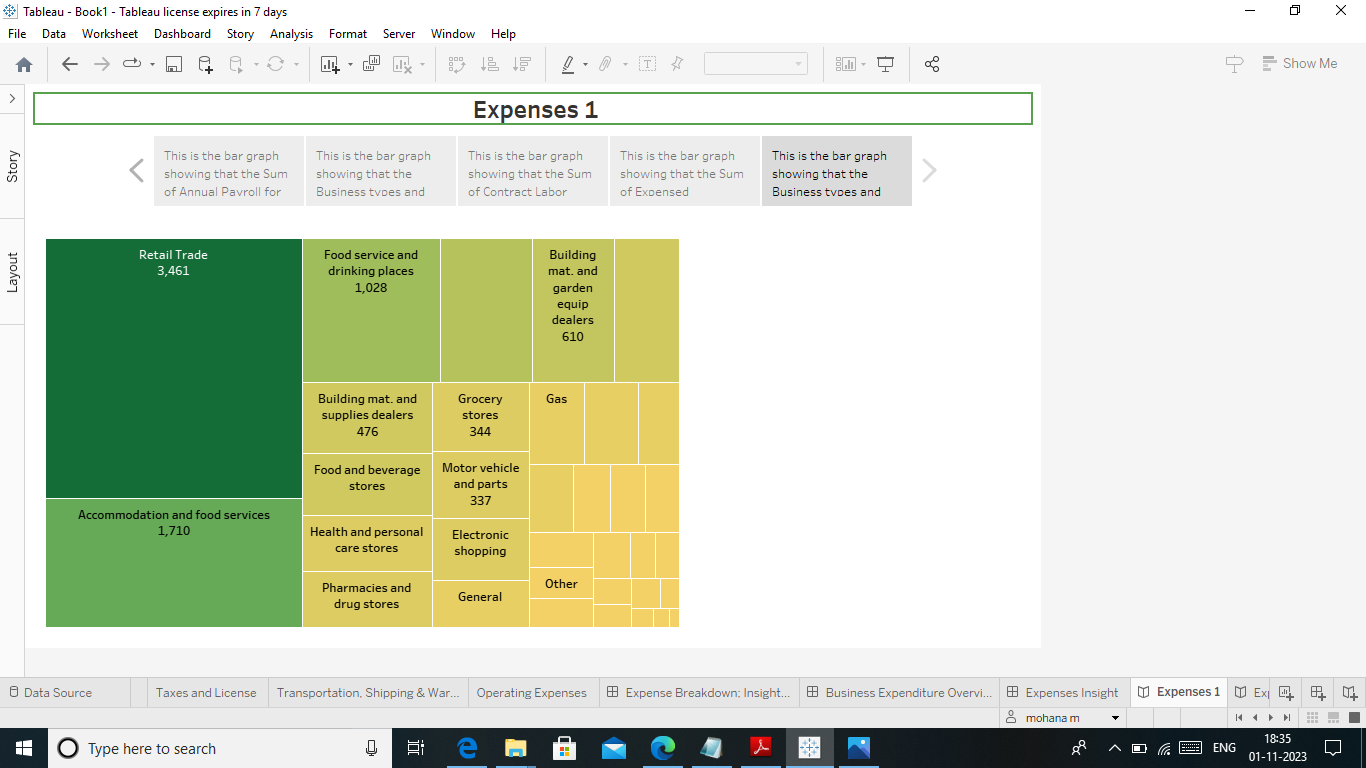 Tableau - Book1 - Tableau license expires in 7 days
File Data Worksheet Dashboard Story Analysis Format Server Window Help
Show Me
Story
Layout
Expenses 1
This is the bar graph
showing that the Sum
of Annual Payroll for
This is the bar graph
showing that the
Business types and
This is the bar graph
showing that the Sum
of Contract Labor
This is the bar graph
showing that the Sum
of Expensed
This is the bar graph
showing that the
Business types and
Retail Trade
3,461
Accommodation and food services
1,710
Food service and
drinking places
1,028
Building
mat. and
garden
equip
dealers
610
Building mat. and
supplies dealers
476
Food and beverage
stores
Health and personal
care stores
Pharmacies and
drug stores
Grocery
stores
344
Motor vehicle
and parts
337
Electronic
shopping
General
Gas
Other
Data Source
Taxes and License
Transportation, Shipping & War...
Operating Expenses
Expense Breakdown; Insight...
Business Expenditure Overvi...
Expenses Insight
Expenses 1
Exp
mohana m
Type here to search
ENG
18:35
01-11-2023